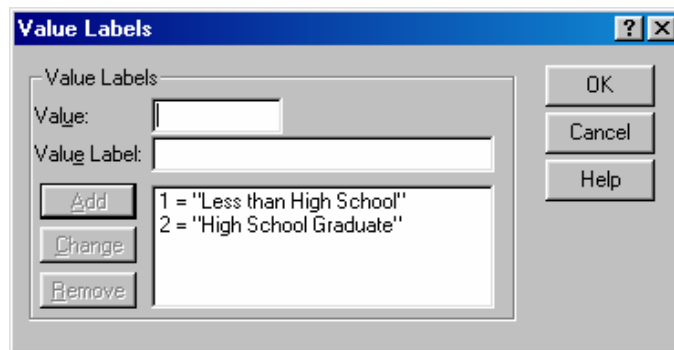 Value Labels
Value Labels
Value:
Value Label:
Add
Change
Remove
1 = "Less than High School"
2 = "High School Graduate"
OK
Cancel
Help